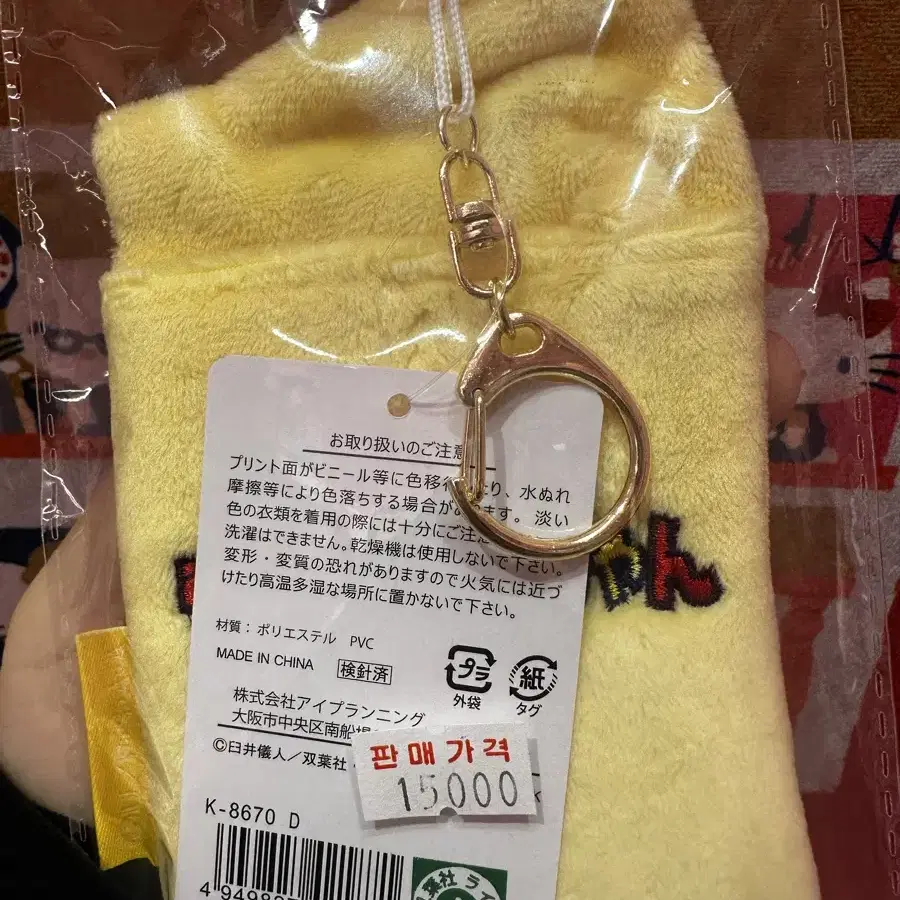 お取り扱いのご注意
プリント面がビニール等に色移行 より、水ぬれ
摩擦等により色落ちする場合が ます。淡い
色の衣類を着用の際には十分にご注意
洗濯はできません。乾燥機は使用しないで下さい。
変形・変質の恐れがありますので火気には近づ
けたり高温多湿な場所に置かないで下さい。
材質：ポリエステル PVC
MADE IN CHINA 検針済
プラ
外袋
紙
タグ
株式会社アイプランニング
大阪市中央区南船場
©臼井儀人／双葉社
판매가격
15000
K-8670 D
ゃん